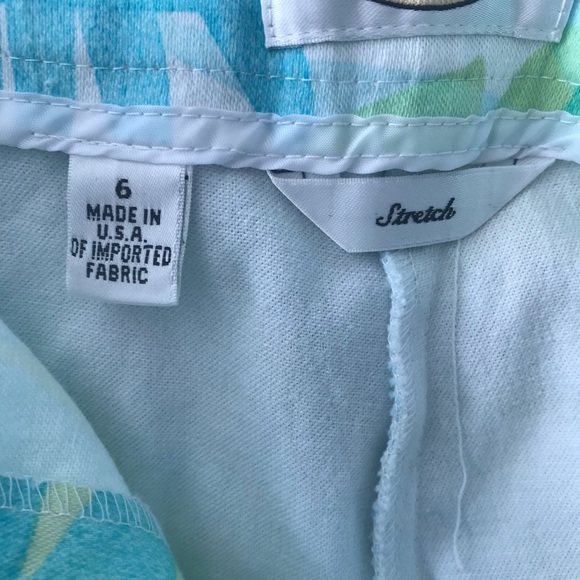 6
MADE IN
U.S.A.
OF IMPORTED
FABRIC
Stretch